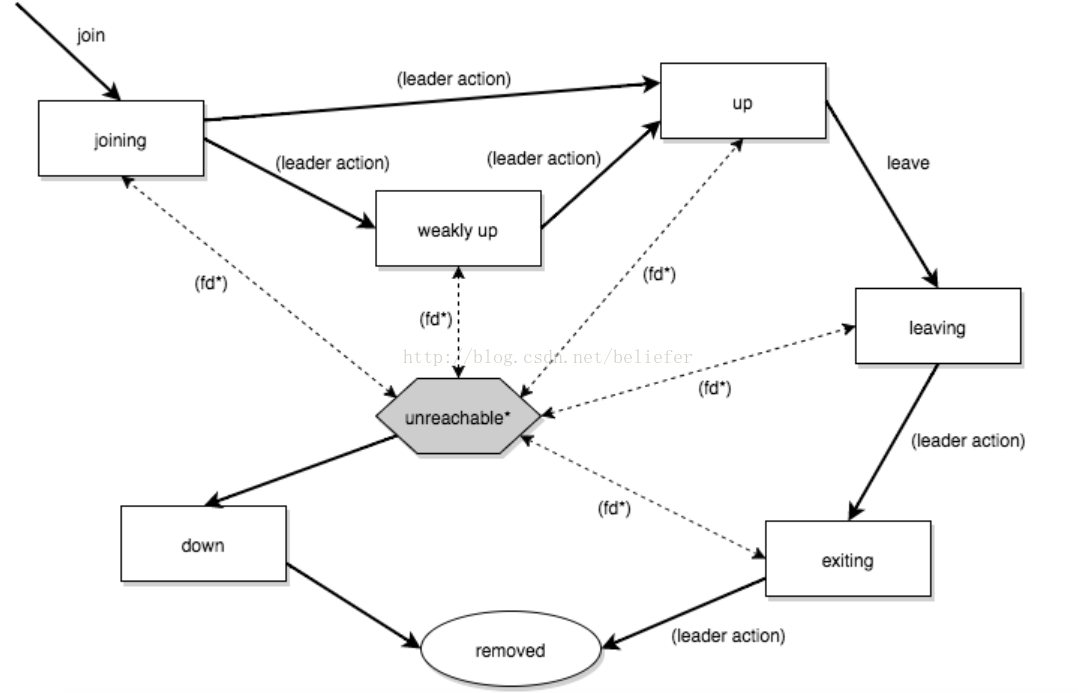 join
(leader action)
up
joining
(leader action)
(leader action)
leave
weakly up
(fd*)
(fd*)
(fd*)
leaving
http://blog.csdn.net/beliefer
(fd*)
unreachable*
(leader action)
(fd*)
down
exiting
(leader action)
removed